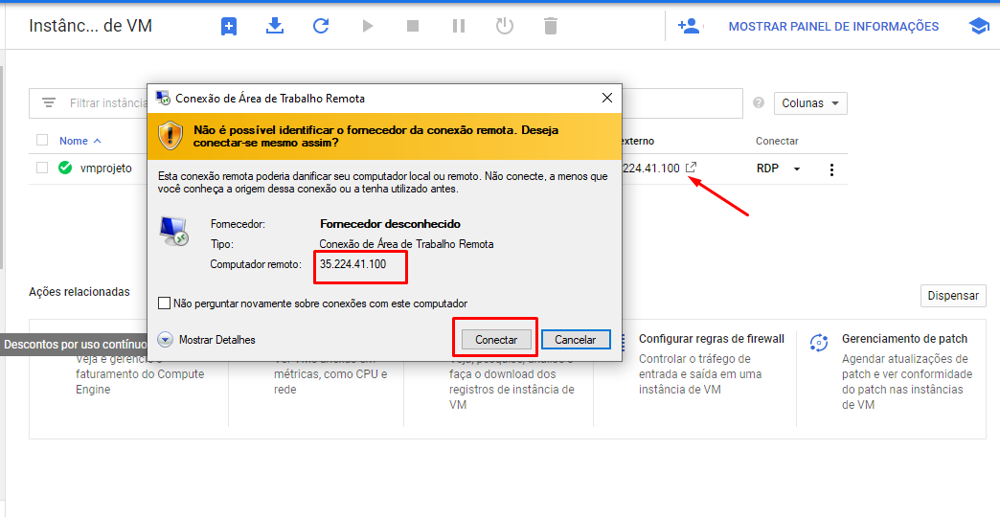 Instânc... de VM
MOSTRAR PAINEL DE INFORMAÇÕES
Filtrar instância
Colunas
Nome
externo
Conectar
vmprojeto
224.41.100
RDP
Conexão de Área de Trabalho Remota
Não é possível identificar o fornecedor da conexão remota. Deseja
conectar-se mesmo assim?
Esta conexão remota poderia danificar seu computador local ou remoto. Não conecte, a menos que
você conheça a origem dessa conexão ou a tenha utilizado antes.
Fornecedor: Fornecedor desconhecido
Tipo: Conexão de Área de Trabalho Remota
Computador remoto: 35.224.41.100
Não perguntar novamente sobre conexões com este computador
Mostrar Detalhes
Conectar
Cancelar
Ações relacionadas
Dispensar
Descontos por uso contínuo
Veja e gerencie o
faturamento do Compute
Engine
métricas, como CPU e
rede
Veja, pesquise, analise e
faça o download dos
registros de instância de
VM
Configurar regras de firewall
Controlar o tráfego de
entrada e saída em uma
instância de VM
Gerenciamento de patch
Agendar atualizações de
patch e ver conformidade
do patch nas instâncias
de VM